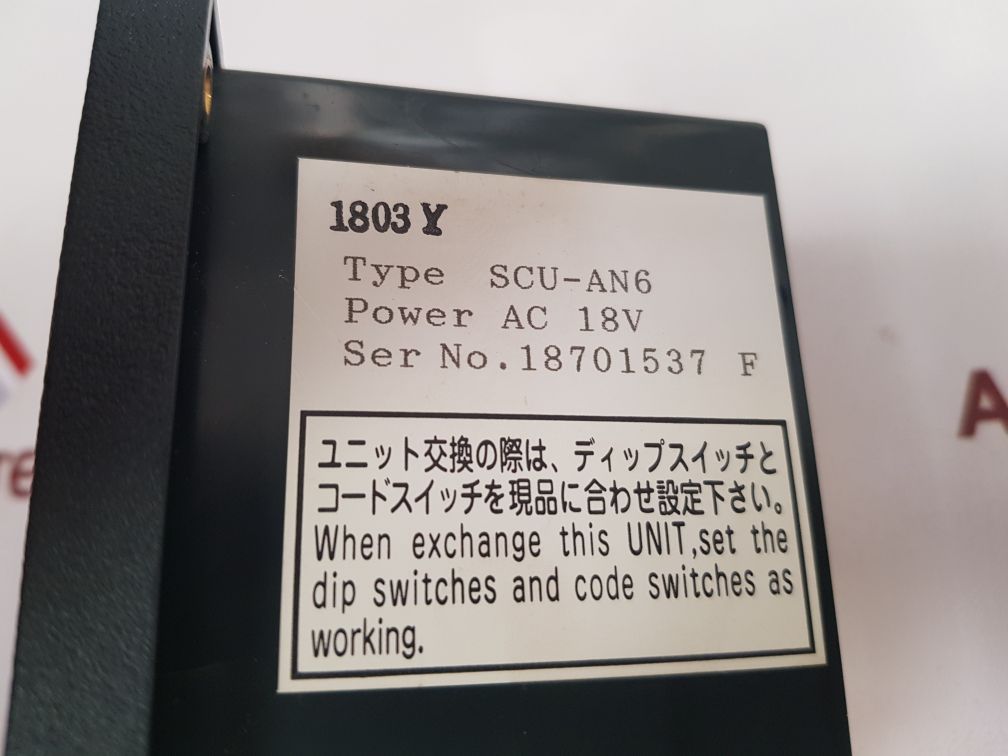 1803 Y
Type SCU-AN6
Power AC 18V
Ser No.18701537 F
ユニット交換の際は、ディップスイッチと
コードスイッチを現品に合わせ設定下さい。
When exchange this UNIT,set the
dip switches and code switches as
working.